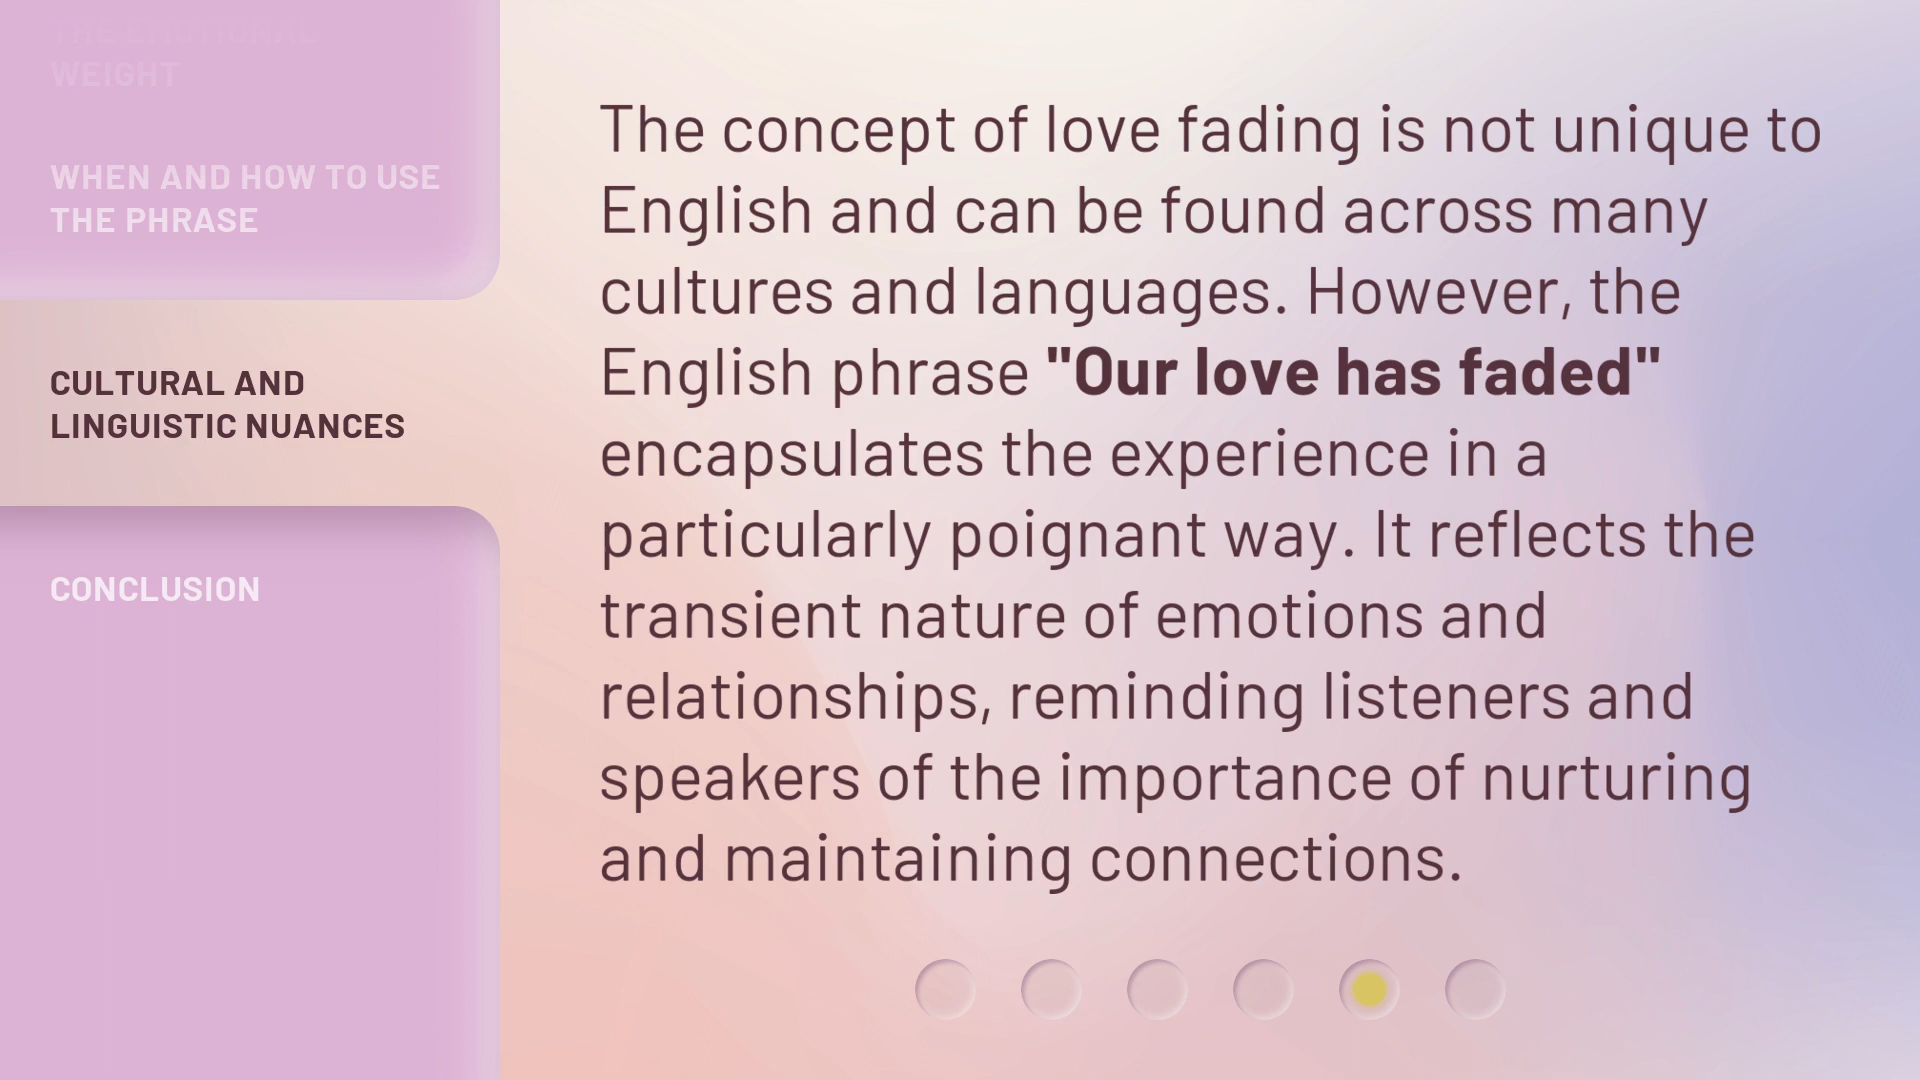 THE EMOTIONAL
WEIGHT
WHEN AND HOW TO USE
THE PHRASE
CULTURAL AND
LINGUISTIC NUANCES
CONCLUSION
The concept of love fading is not unique to
English and can be found across many
cultures and languages. However, the
English phrase "Our love has faded"
encapsulates the experience in a
particularly poignant way. It reflects the
transient nature of emotions and
relationships, reminding listeners and
speakers of the importance of nurturing
and maintaining connections.